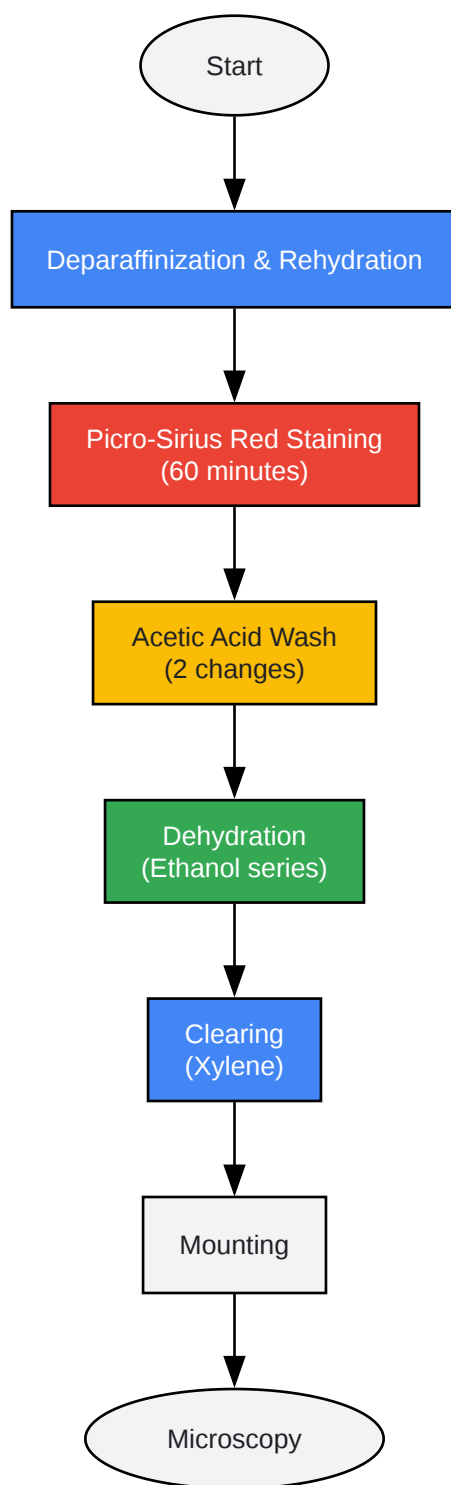 Start
Deparaffinization & Rehydration
Picro-Sirius Red Staining
(60 minutes)
Acetic Acid Wash
(2 changes)
Dehydration
(Ethanol series)
Clearing
(Xylene)
Mounting
Microscopy